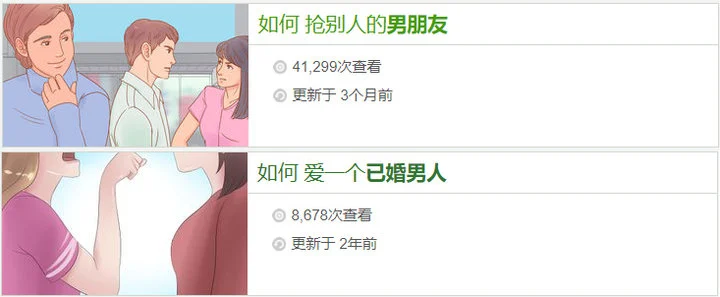 如何 抢别人的男朋友
41,299次查看
更新于 3个月前
如何 爱一个已婚男人
8,678次查看
更新于 2年前